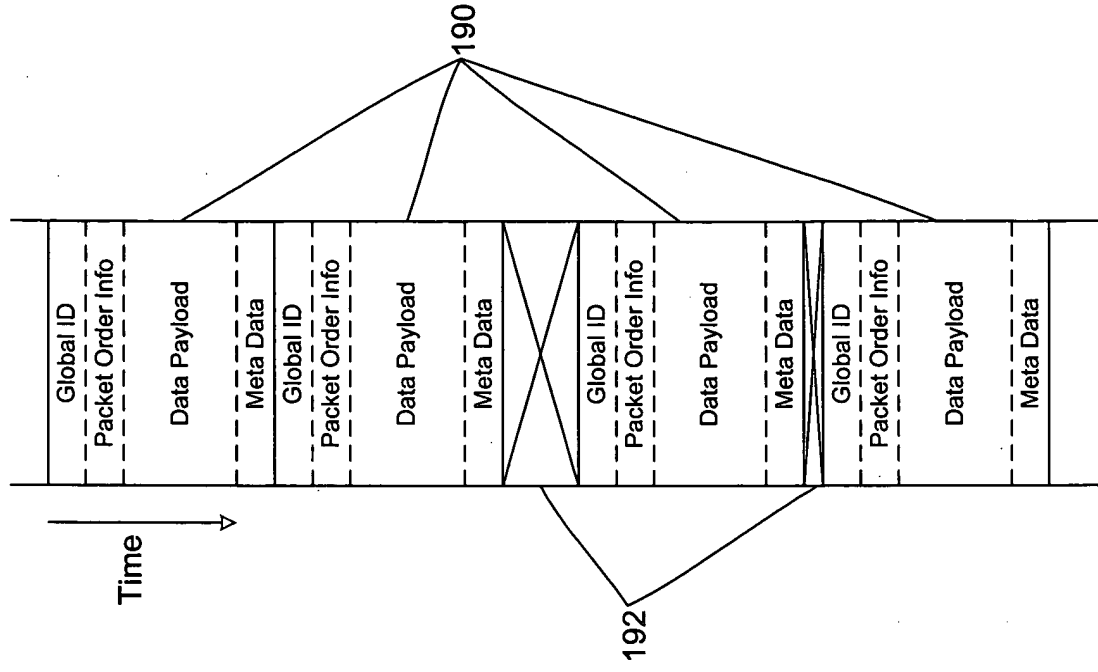 Time
190
Global ID
Packet Order Info
Data Payload
Meta Data
Global ID
Packet Order Info
Data Payload
Meta Data
Global ID
Packet Order Info
Data Payload
Meta Data
Global ID
Packet Order Info
Data Payload
Meta Data
192